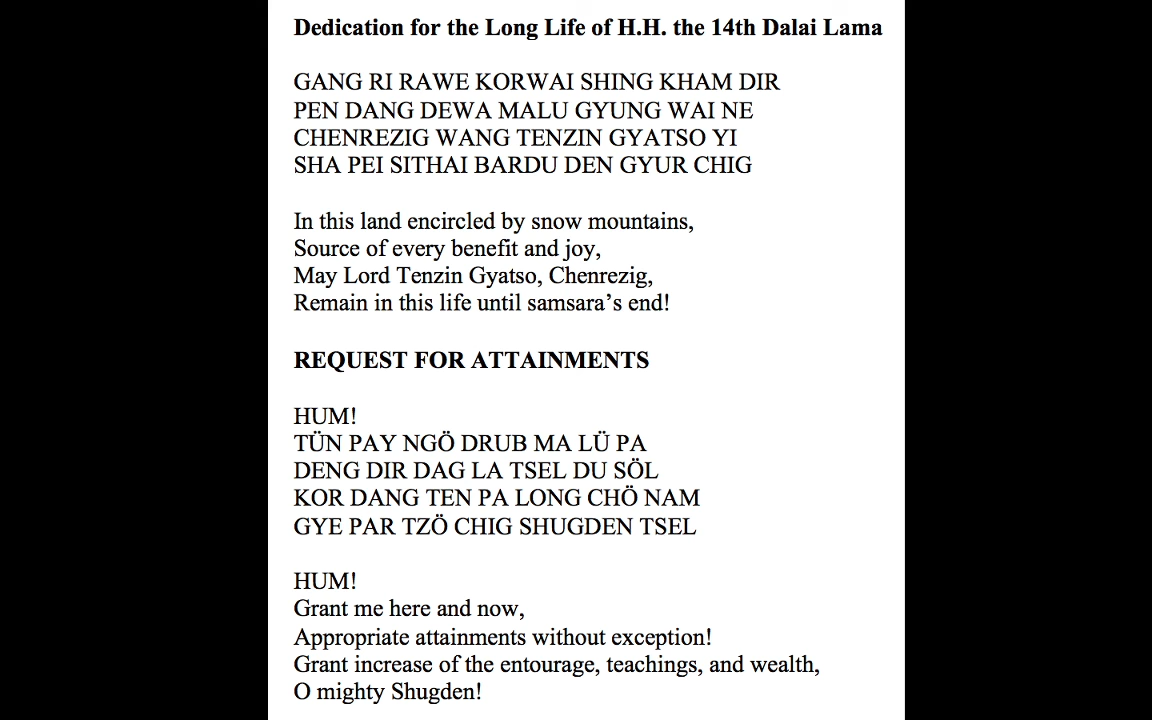 Dedication for the Long Life of H.H. the 14th Dalai Lama
GANG RI RAWE KORWAI SHING KHAM DIR
PEN DANG DEWA MALU GYUNG WAI NE
CHENREZIG WANG TENZIN GYATSO YI
SHA PEI SITHAI BARDU DEN GYUR CHIG
In this land encircled by snow mountains,
Source of every benefit and joy,
May Lord Tenzin Gyatso, Chenrezig,
Remain in this life until samsara’s end!
REQUEST FOR ATTAINMENTS
HUM!
TÜN PAY NGÖ DRUB MA LÜ PA
DENG DIR DAG LA TSEL DU SÖL
KOR DANG TEN PA LONG CHÖ NAM
GYE PAR TZÖ CHIG SHUGDEN TSEL
HUM!
Grant me here and now,
Appropriate attainments without exception!
Grant increase of the entourage, teachings, and wealth,
O mighty Shugden!